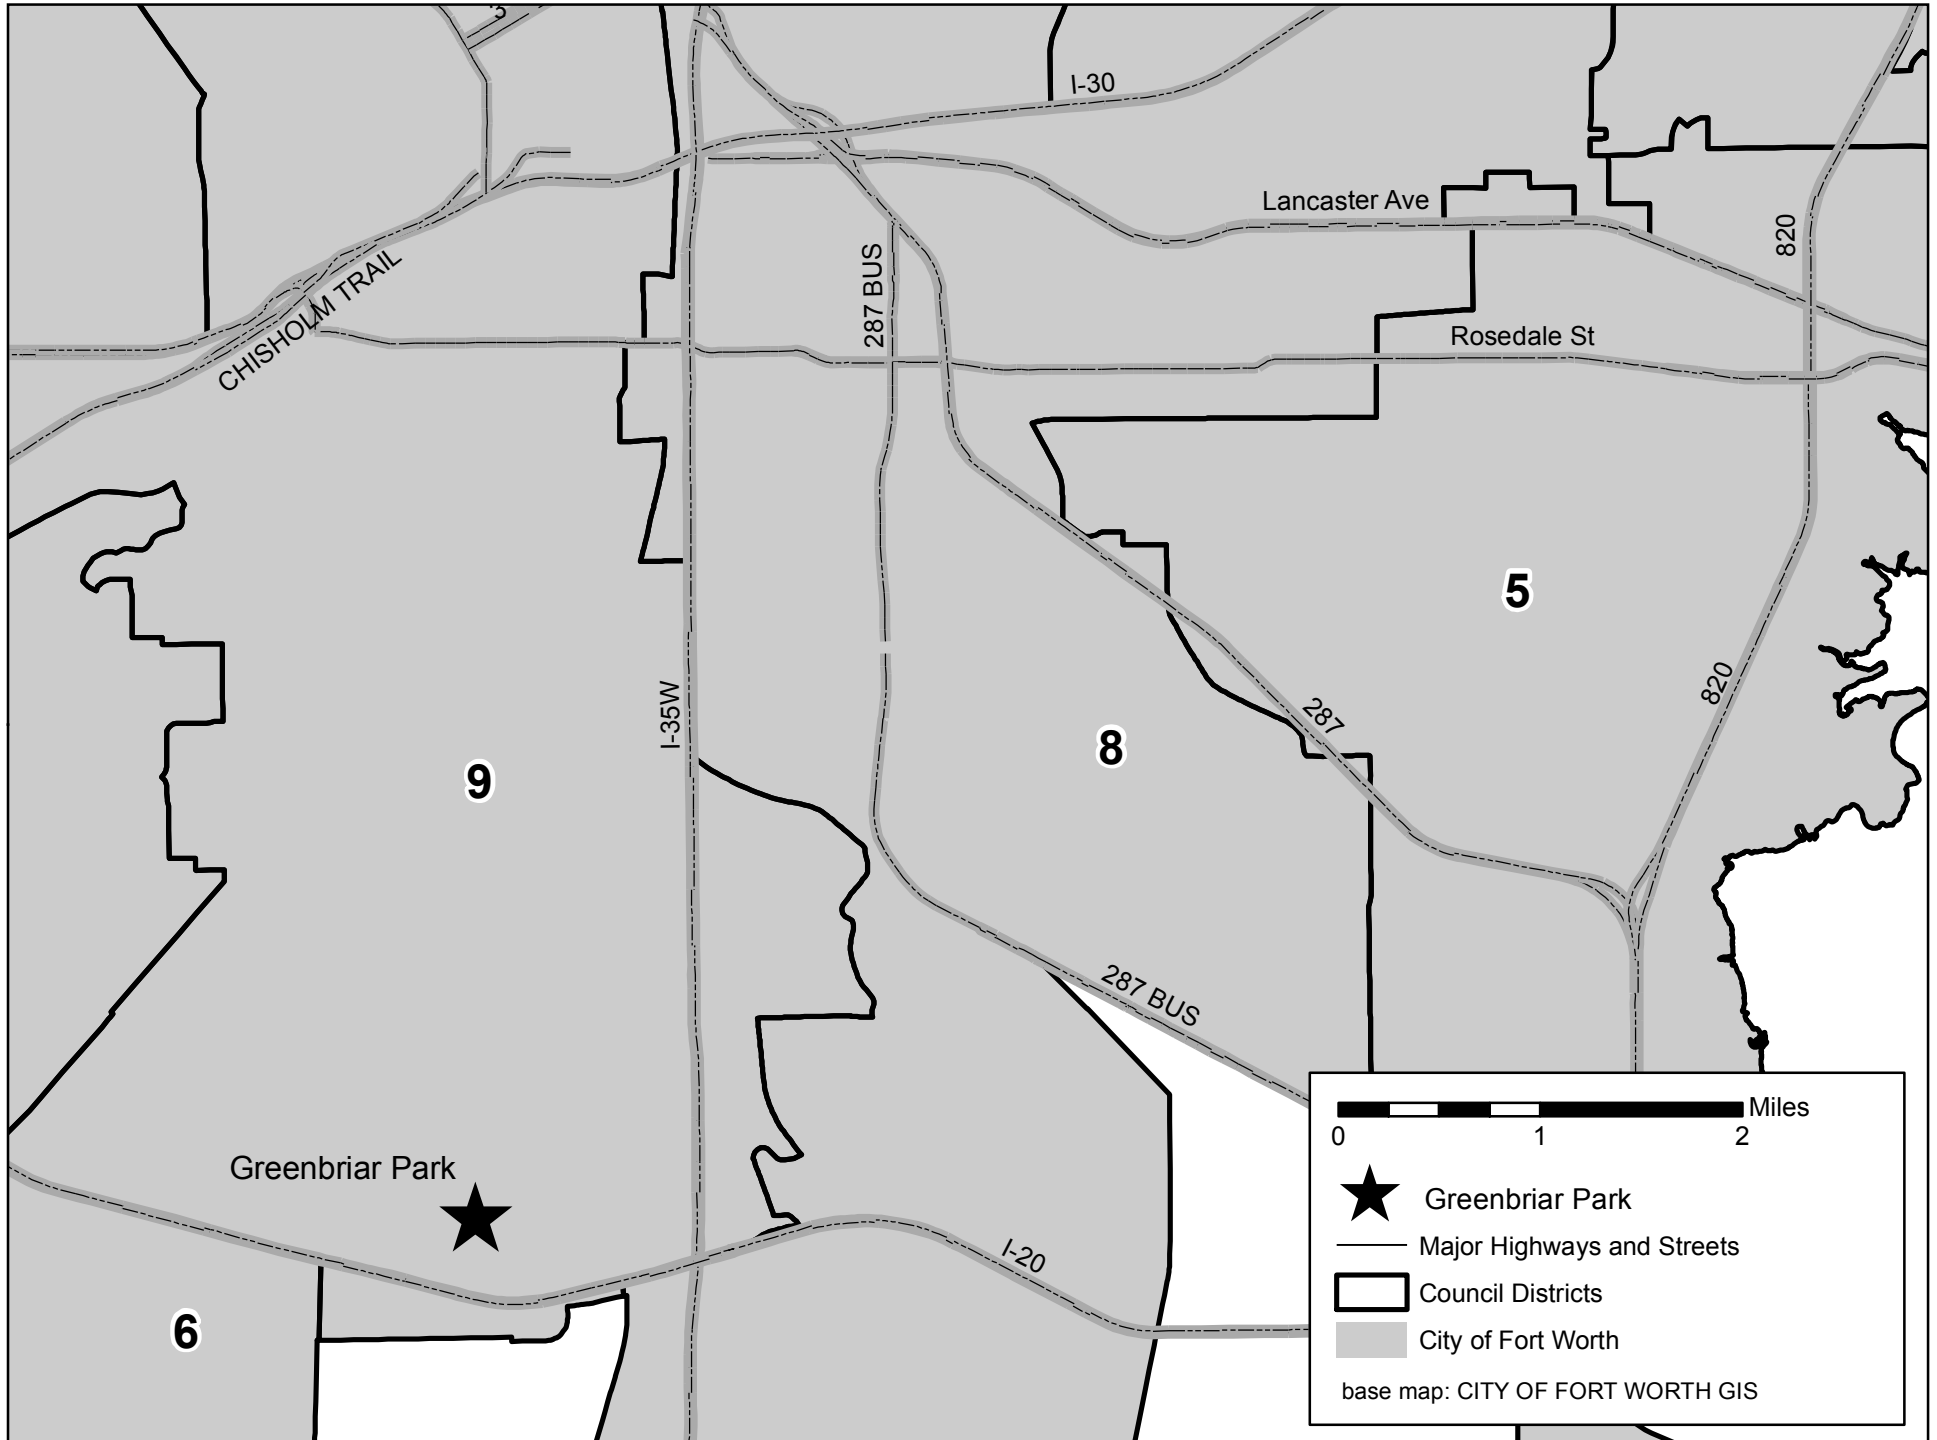 I-30
Lancaster Ave
820
CHISHOLM TRAIL
287 BUS
Rosedale St
5
820
I-35W
287
8
9
287 BUS
Greenbriar Park
I-20
6
Miles
0 1 2
Greenbriar Park
Major Highways and Streets
Council Districts
City of Fort Worth
base map: CITY OF FORT WORTH GIS